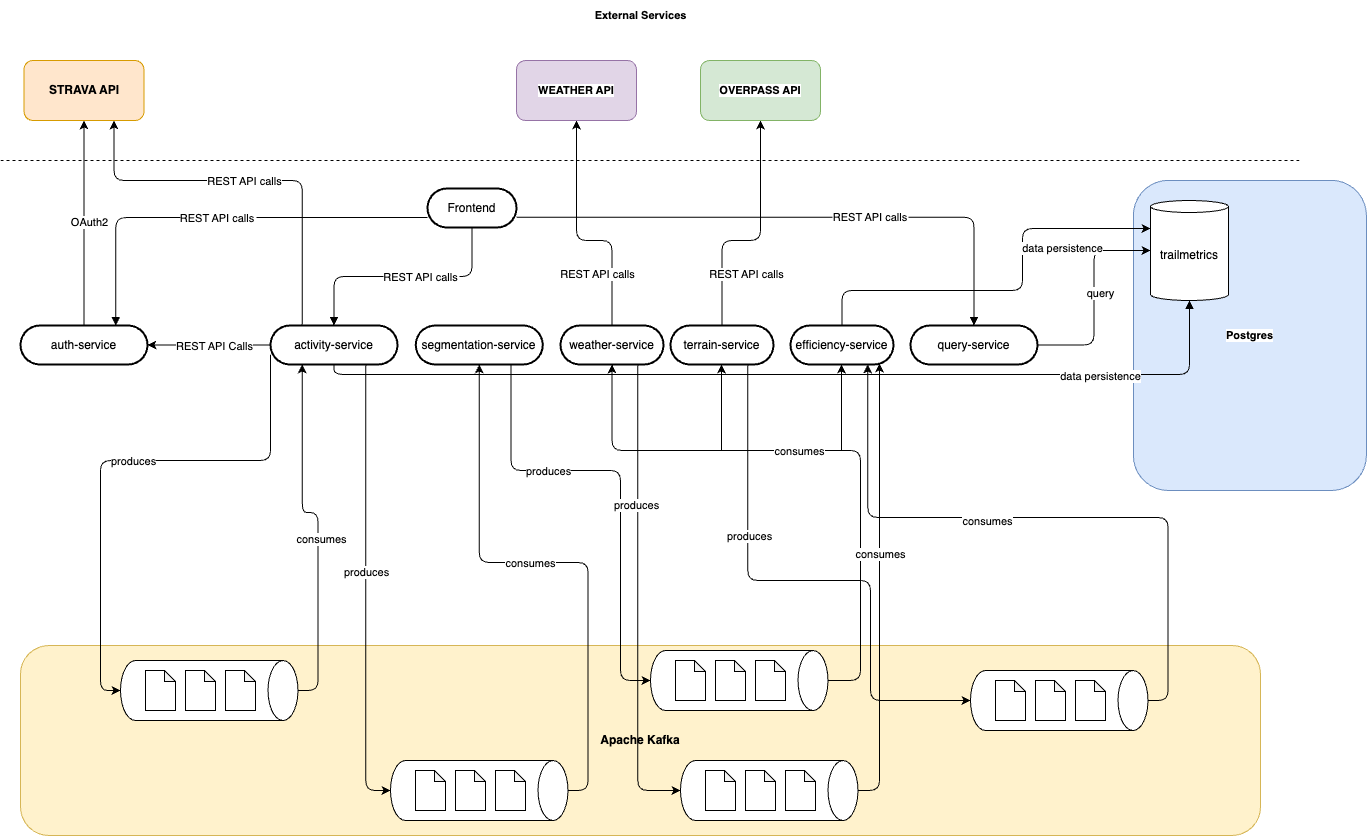 External Services
STRAVA API
WEATHER API
OVERPASS API
REST API calls
Frontend
OAuth2
REST API calls
REST API calls
data persistence
trailmetrics
REST API calls
REST API calls
REST API calls
query
auth-service
REST API Calls
activity-service
segmentation-service
weather-service
terrain-service
efficiency-service
query-service
Postgres
data persistence
produces
consumes
produces
produces
consumes
consumes
produces
consumes
consumes
produces
Apache Kafka